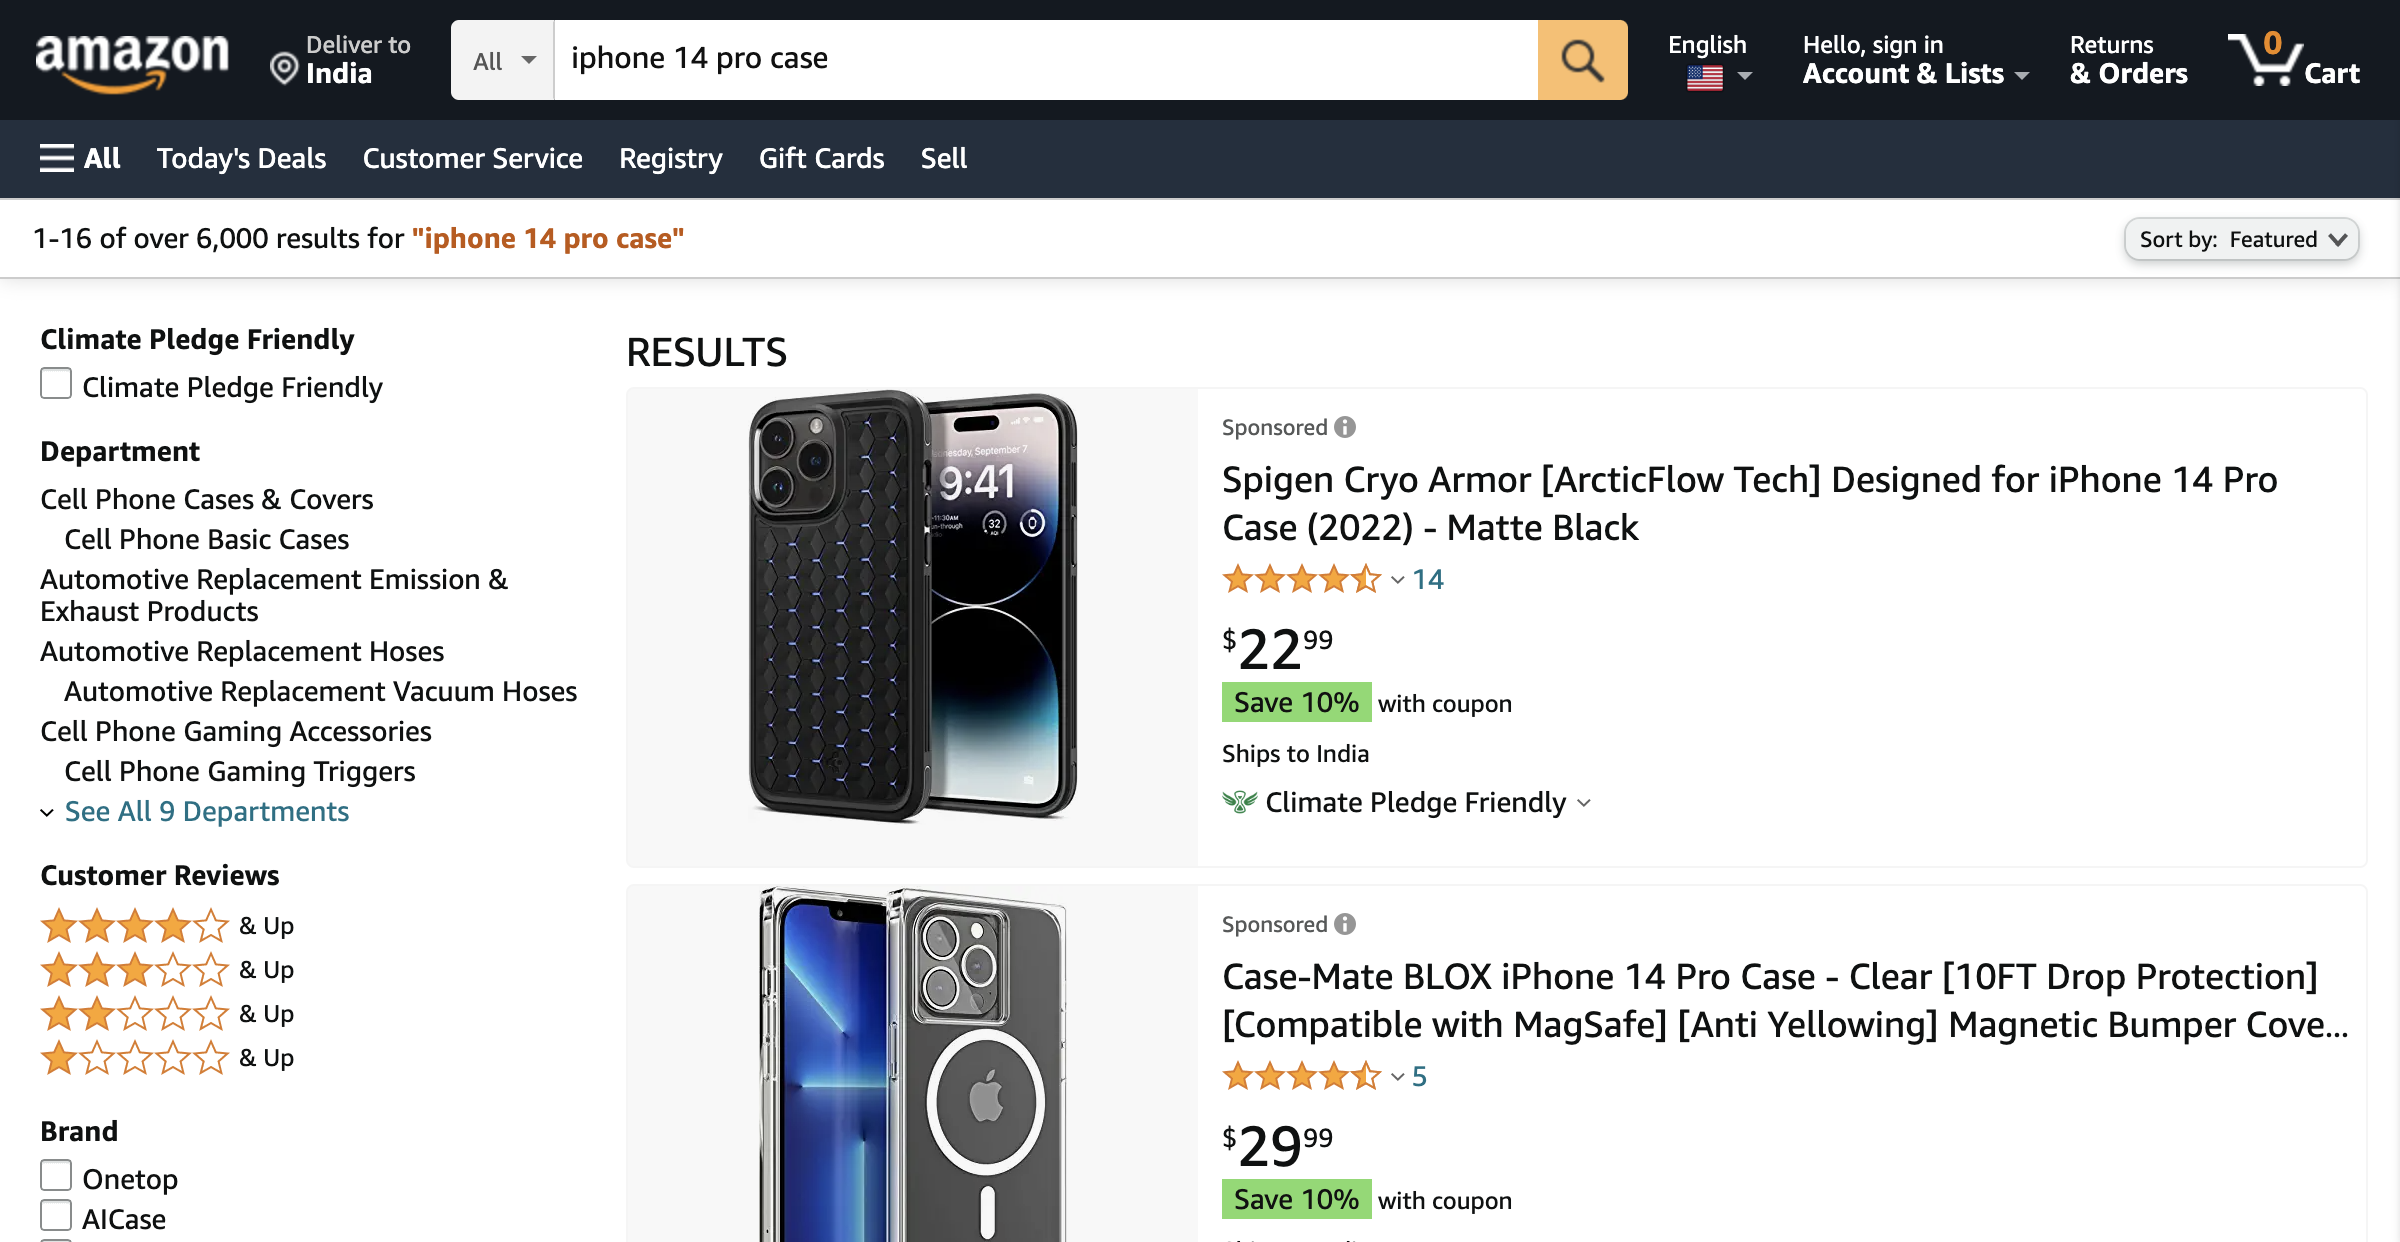 amazon
Deliver to
India
All
iphone 14 pro case
English
Hello, sign in
Account & Lists
Returns
& Orders
0
Cart
All
Today's Deals
Customer Service
Registry
Gift Cards
Sell
1-16 of over 6,000 results for "iphone 14 pro case"
Sort by: Featured
Climate Pledge Friendly
Climate Pledge Friendly
Department
Cell Phone Cases & Covers
Cell Phone Basic Cases
Automotive Replacement Emission &
Exhaust Products
Automotive Replacement Hoses
Automotive Replacement Vacuum Hoses
Cell Phone Gaming Accessories
Cell Phone Gaming Triggers
See All 9 Departments
Customer Reviews
& Up
& Up
& Up
& Up
Brand
Onetop
AICase
RESULTS
September 7
9:41
32
Sponsored
Spigen Cryo Armor [ArcticFlow Tech] Designed for iPhone 14 Pro
Case (2022) - Matte Black
14
$2299
Save 10% with coupon
Ships to India
Climate Pledge Friendly
Sponsored
Case-Mate BLOX iPhone 14 Pro Case - Clear [10FT Drop Protection]
[Compatible with MagSafe] [Anti Yellowing] Magnetic Bumper Cove...
5
$2999
Save 10% with coupon